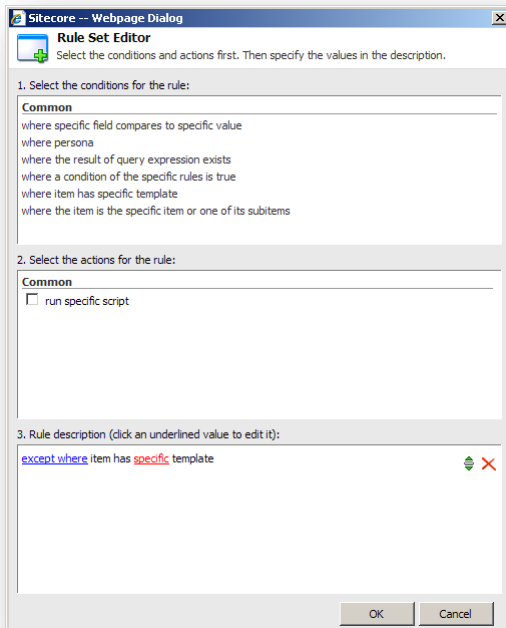 Sitecore -- Webpage Dialog
Rule Set Editor
Select the conditions and actions first. Then specify the values in the description.
1. Select the conditions for the rule:
Common
where specific field compares to specific value
where persona
where the result of query expression exists
where a condition of the specific rules is true
where item has specific template
where the item is the specific item or one of its subitems
2. Select the actions for the rule:
Common
run specific script
3. Rule description (click an underlined value to edit it):
except where item has specific template
OK Cancel